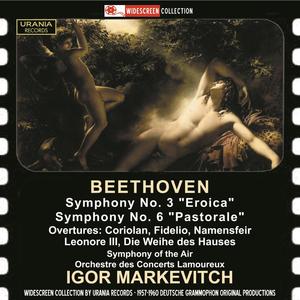 URANIA
RECORDS
WIDESCREEN COLLECTION
BEETHOVEN
Symphony No. 3 "Eroica"
Symphony No. 6 "Pastorale"
Overtures: Coriolan, Fidelio, Namensfeir
Leonore III, Die Weihe des Hauses
Symphony of the Air
Orchestre des Concerts Lamoureux
IGOR MARKEVITCH
WIDESCREEN COLLECTION BY URANIA RECORDS - 1957-1960 DEUTSCHE GRAMMOPHON ORIGINAL PRODUCTIONS